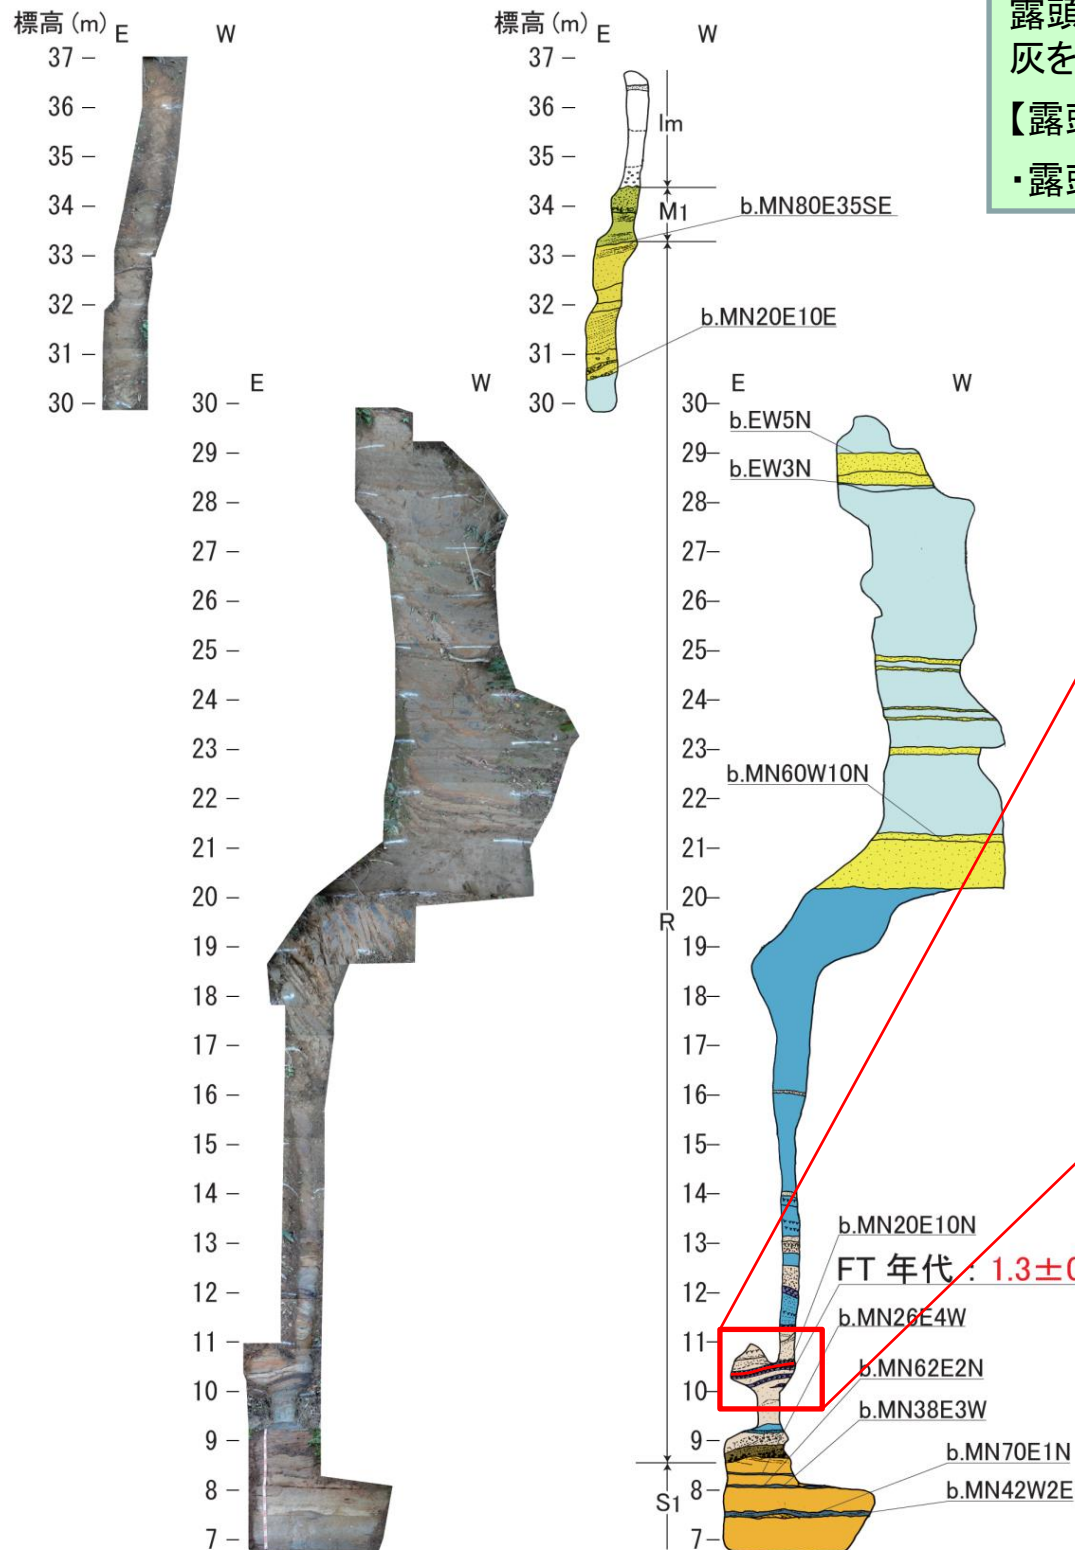 標高 (m) E W
37
36
35
34
33
32
31
30
E W
30
29
28
27
26
25
24
23
22
21
20
19
18
17
16
15
14
13
12
11
10
9
8
7
標高 (m) E W
37
36
35
34
33
32
31
30
lm
M1
b.MN80E35SE
b.MN20E10E
E W
30
29
28
27
26
25
24
23
22
21
20
19
18
17
16
15
14
13
12
11
10
9
8
7
b.EW5N
b.EW3N
b.MN60W10N
R
b.MN20E10N
FT 年代 : 1.3±
b.MN26E4W
b.MN62E2N
b.MN38E3W
b.MN70E1N
b.MN42W2E
S1
露頭
灰を
【露
・露